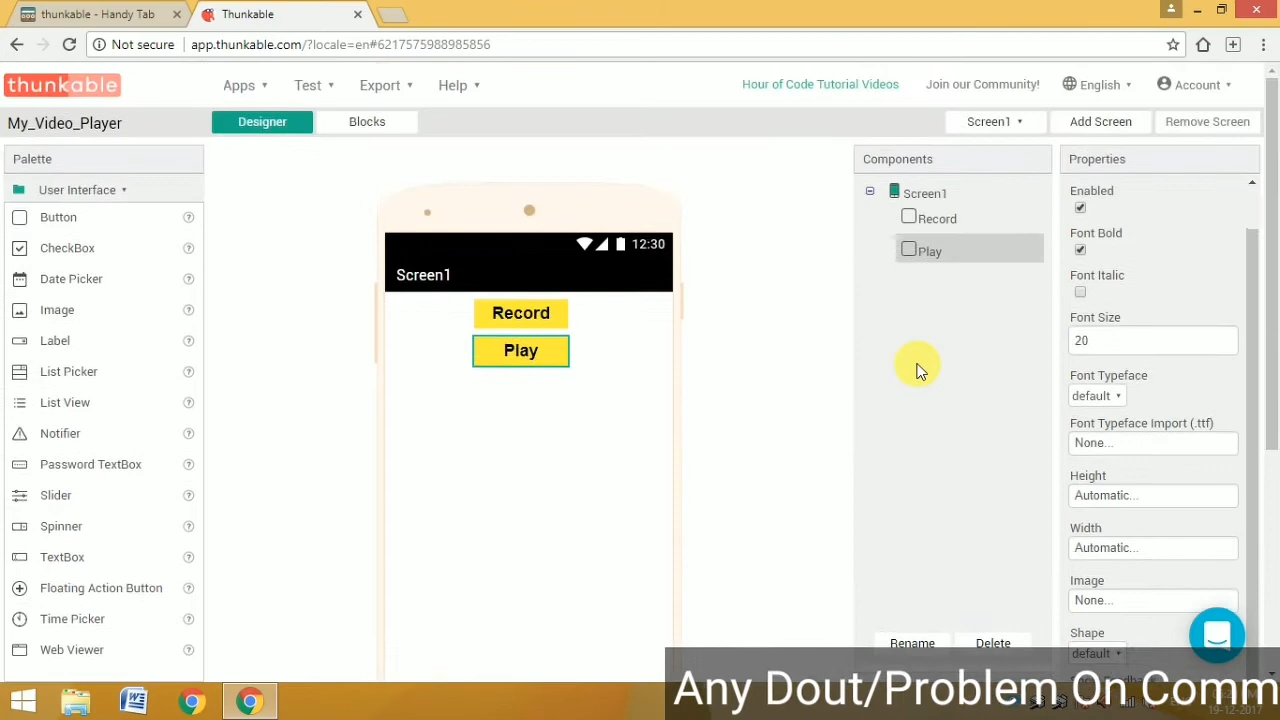 thunkable - Handy Tab
Thunkable
Not secure
app.thunkable.com/?locale=en#6217575988985856
thunkable
Apps
Test
Export
Help
Hour of Code Tutorial Videos
Join our Community!
English
Account
My_Video_Player
Designer
Blocks
Screen1
Add Screen
Remove Screen
Palette
User Interface
Button
CheckBox
Date Picker
Image
Label
List Picker
List View
Notifier
Password TextBox
Slider
Spinner
TextBox
Floating Action Button
Time Picker
Web Viewer
12:30
Screen1
Record
Play
Components
Screen1
Record
Play
Rename
Delete
Properties
Enabled
Font Bold
Font Italic
Font Size
20
Font Typeface
default
Font Typeface Import (.ttf)
None...
Height
Automatic...
Width
Automatic...
Image
None...
Shape
default
Any Dout/Problem On Comm
19-12-2017